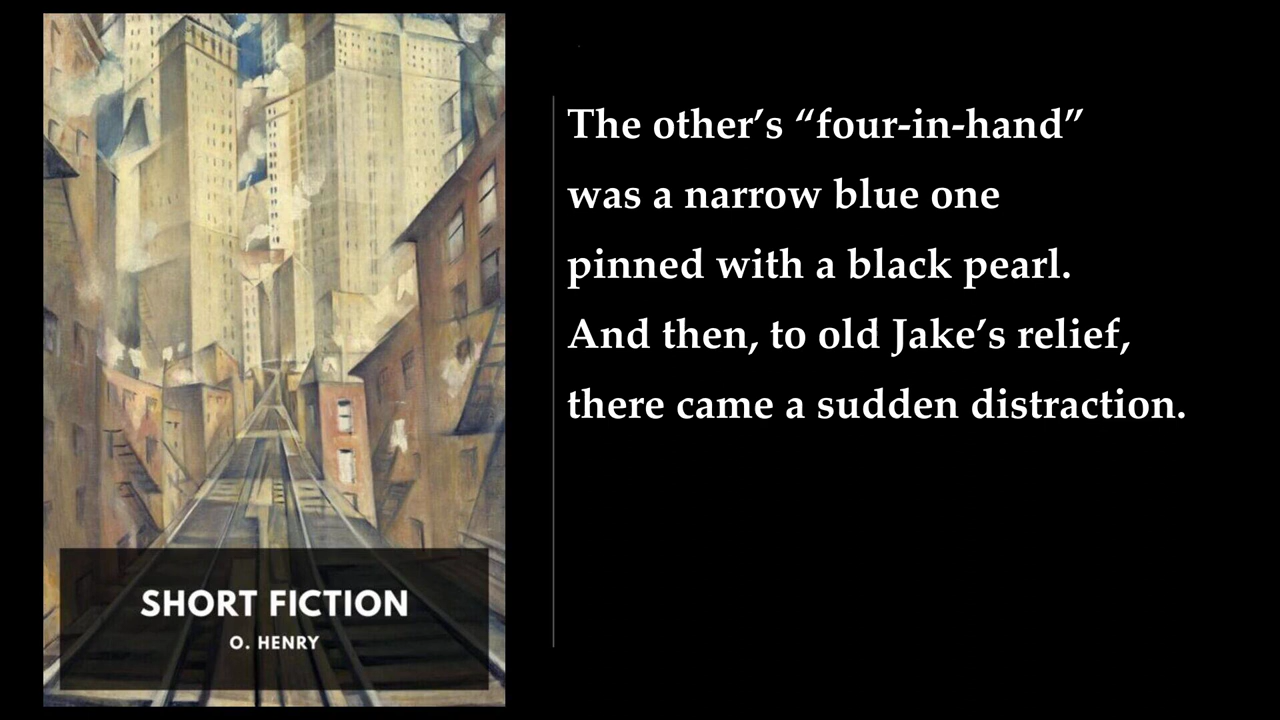 The other’s “four-in-hand”
was a narrow blue one
pinned with a black pearl.
And then, to old Jake’s relief,
there came a sudden distraction.
SHORT FICTION
O. HENRY